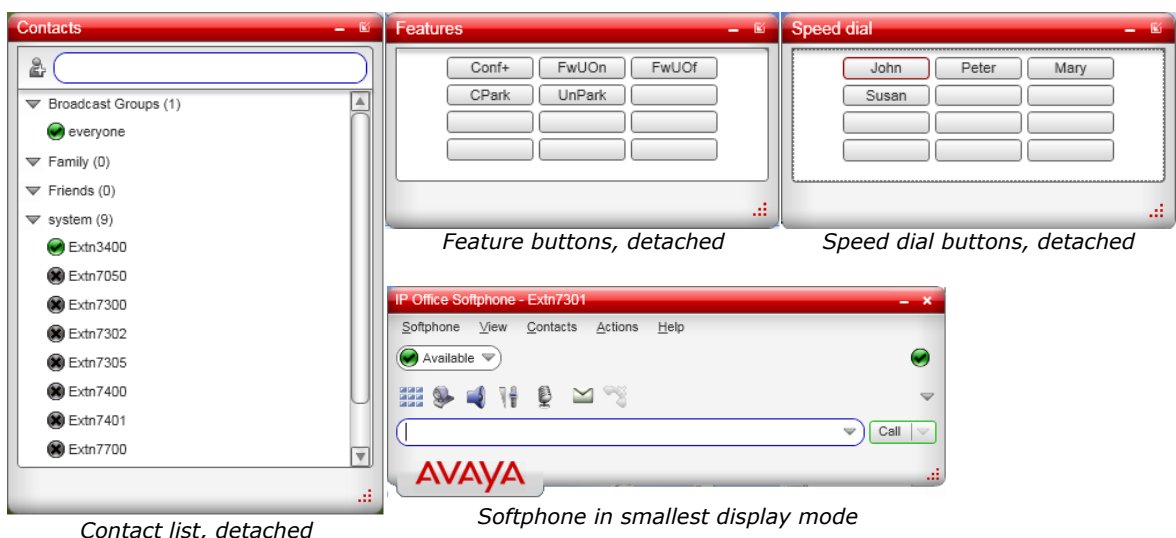 Contacts
Broadcast Groups (1)
everyone
Family (0)
Friends (0)
system (9)
Extn3400
Extn7050
Extn7300
Extn7302
Extn7305
Extn7400
Extn7401
Extn7700
Contact list, detached
Features
Conf+ FwUOn FwUOf
CPark UnPark
Feature buttons, detached
Speed dial
John Peter Mary
Susan
Speed dial buttons, detached
IP Office Softphone - Extn7301
Softphone View Contacts Actions Help
Available
Call
AVAYA
Softphone in smallest display mode